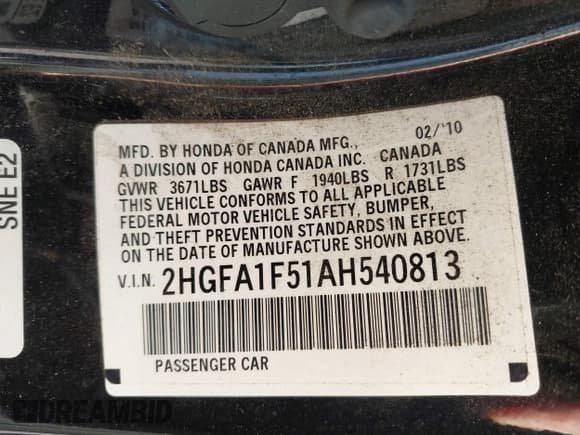 MFD. BY HONDA OF CANADA MFG., 02/'10
A DIVISION OF HONDA CANADA INC. CANADA
GVWR 3671LBS GAWR F 1940LBS R 1731LBS
THIS VEHICLE CONFORMS TO ALL APPLICABLE
FEDERAL MOTOR VEHICLE SAFETY, BUMPER,
AND THEFT PREVENTION STANDARDS IN EFFECT
ON THE DATE OF MANUFACTURE SHOWN ABOVE.
V.I.N. 2HGFA1F51AH540813
PASSENGER CAR
SNE E2
DREAMBID